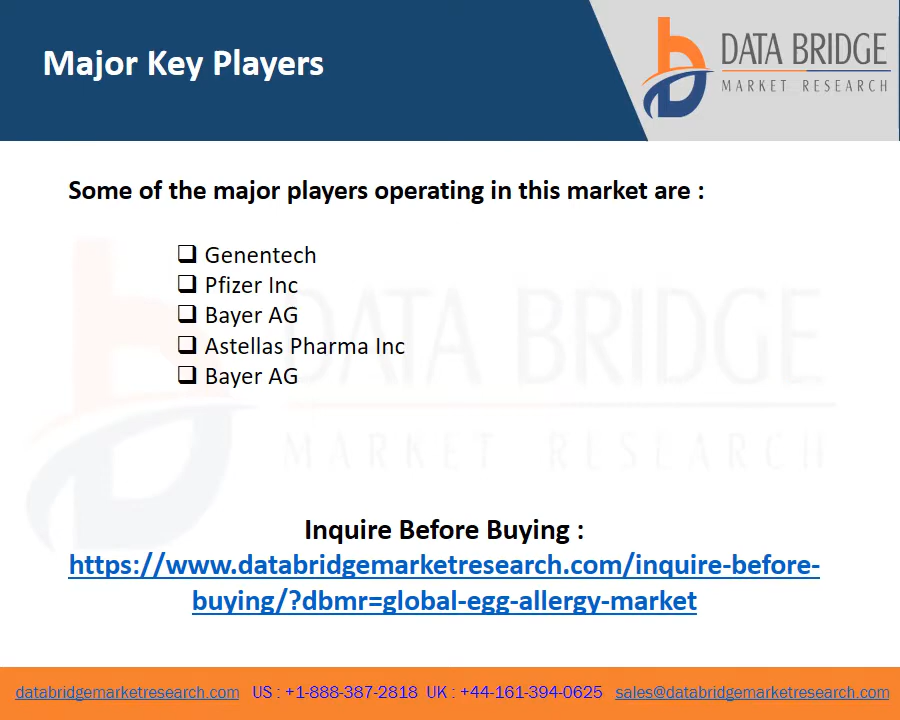 Major Key Players
DATA BRIDGE
MARKET RESEARCH
Some of the major players operating in this market are :
Genentech
Pfizer Inc
Bayer AG
Astellas Pharma Inc
Bayer AG
DATA BRIDGE
MARKET RESEARCH
Inquire Before Buying :
https://www.databridgemarketresearch.com/inquire-before-
buying/?dbmr=global-egg-allergy-market
databridgemarketresearch.com US : +1-888-387-2818 UK : +44-161-394-0625 sales@databridgemarketresearch.com